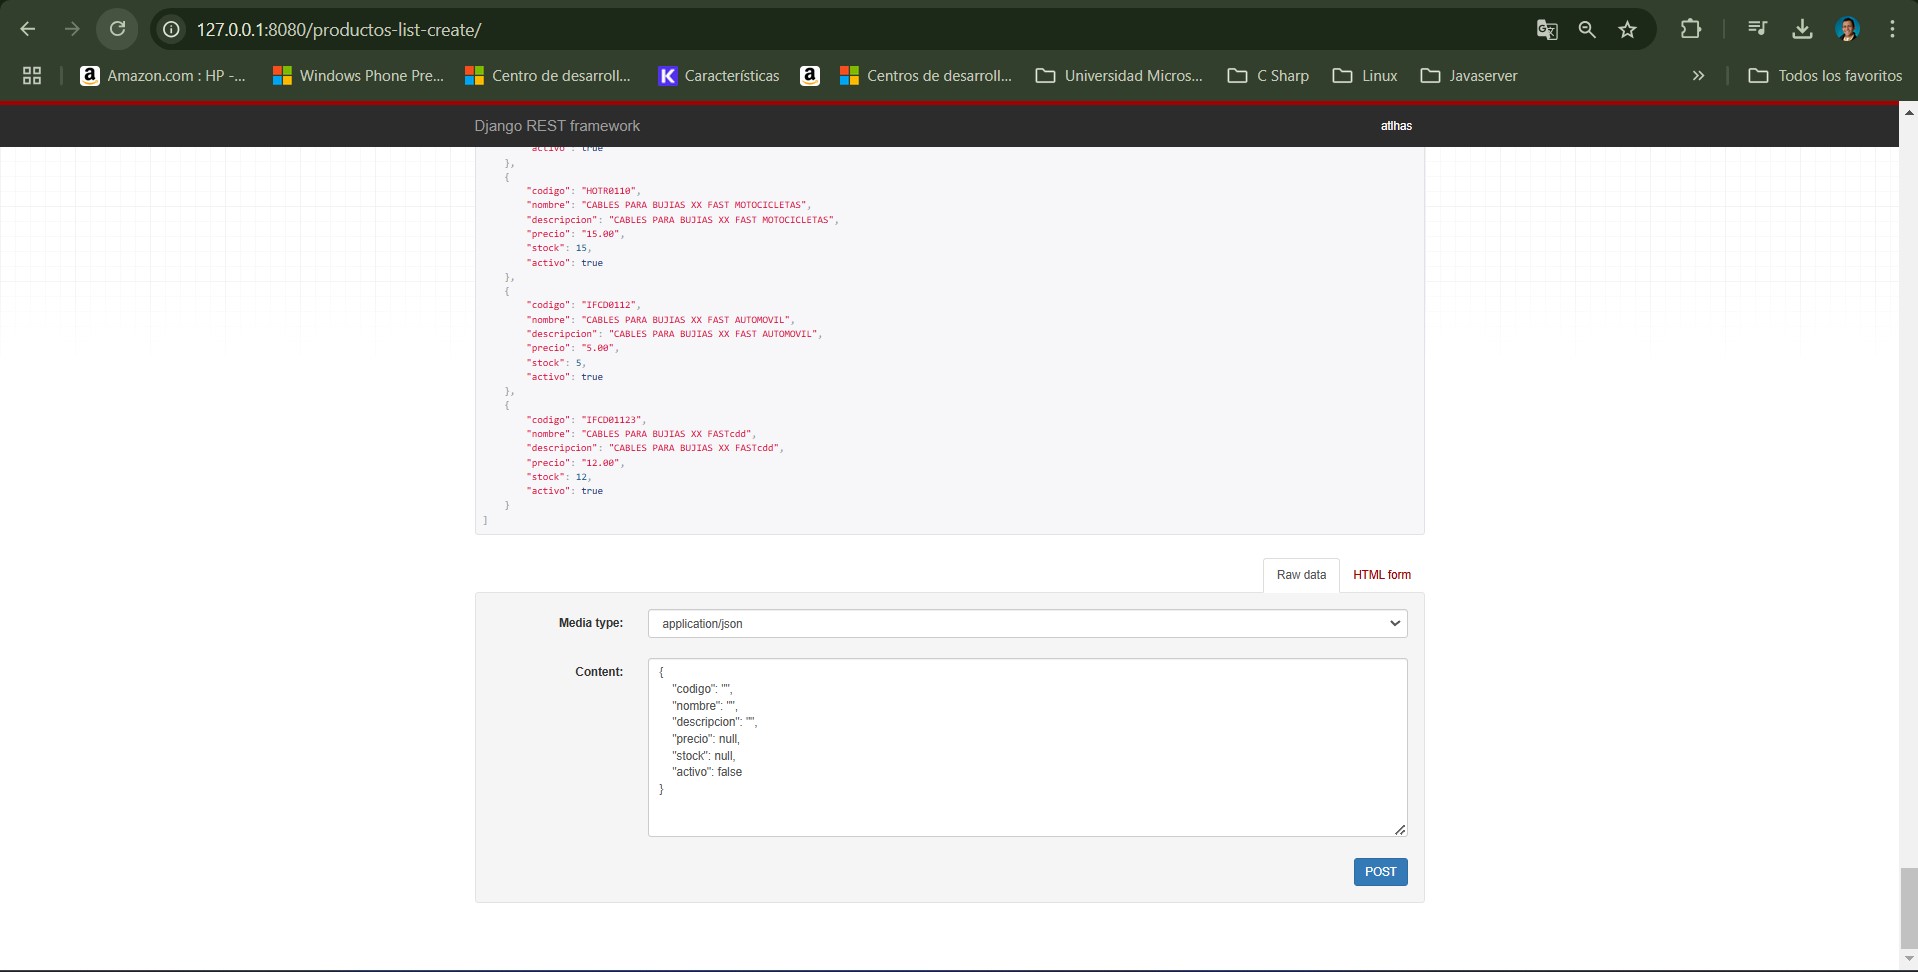 127.0.0.1:8080/productos-list-create/
Amazon.com : HP -... Windows Phone Pre... Centro de desarroll... Características Centros de desarroll... Universidad Micros... C Sharp Linux Javaserver » Todos los favoritos
Django REST framework atlhas
"activo": true
},
{
"codigo": "HOTR0110",
"nombre": "CABLES PARA BUJIAS XX FAST MOTOCICLETAS",
"descripcion": "CABLES PARA BUJIAS XX FAST MOTOCICLETAS",
"precio": "15.00",
"stock": 15,
"activo": true
},
{
"codigo": "IFCD0112",
"nombre": "CABLES PARA BUJIAS XX FAST AUTOMOVIL",
"descripcion": "CABLES PARA BUJIAS XX FAST AUTOMOVIL",
"precio": "5.00",
"stock": 5,
"activo": true
},
{
"codigo": "IFCD01123",
"nombre": "CABLES PARA BUJIAS XX FASTcdd",
"descripcion": "CABLES PARA BUJIAS XX FASTcdd",
"precio": "12.00",
"stock": 12,
"activo": true
}
]
Raw data HTML form
Media type: application/json
Content: {
"codigo": "",
"nombre": "",
"descripcion": "",
"precio": null,
"stock": null,
"activo": false
}
POST